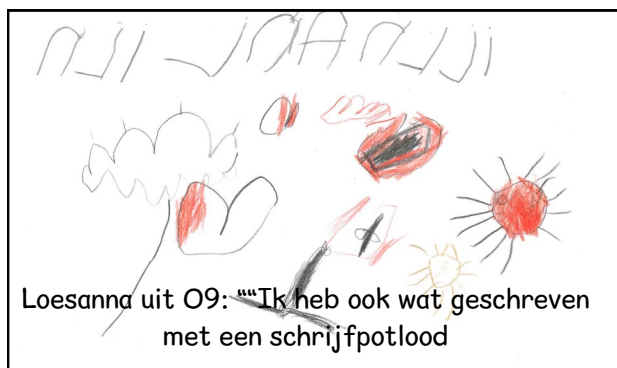 Loesanna uit O9: ““Ik heb ook wat geschreven
met een schrijfpotlood